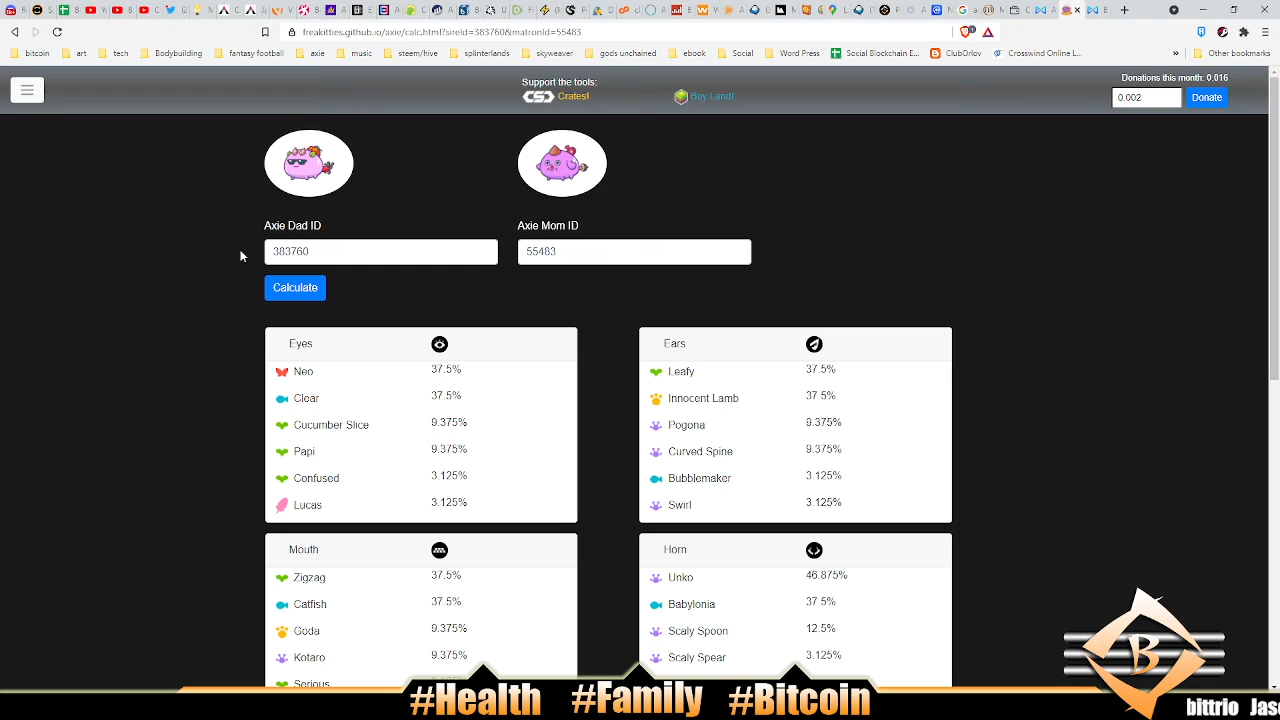 freakitties.github.io/axie/calc.html?sireId=383760&matronId=55483
bitcoin art tech Bodybuilding fantasy football axie music steem/hive splinterlands skyweaver gods unchained ebook Social Word Press Social Blockchain E... ClubOrlov Crosswind Online L... » Other bookmarks
Support the tools:
CSC Crates!
Buy Land!
Donations this month: 0.016
0.002 Donate
Axie Dad ID
Axie Mom ID
383760
55483
Calculate
Eyes
Neo 37.5%
Clear 37.5%
Cucumber Slice 9.375%
Papi 9.375%
Confused 3.125%
Lucas 3.125%
Ears
Leafy 37.5%
Innocent Lamb 37.5%
Pogona 9.375%
Curved Spine 9.375%
Bubblemaker 3.125%
Swirl 3.125%
Mouth
Zigzag 37.5%
Catfish 37.5%
Goda 9.375%
Kotaro 9.375%
Serious
Horn
Unko 46.875%
Babylonia 37.5%
Scaly Spoon 12.5%
Scaly Spear 3.125%
#Health #Family #Bitcoin
B
bittrio Jas